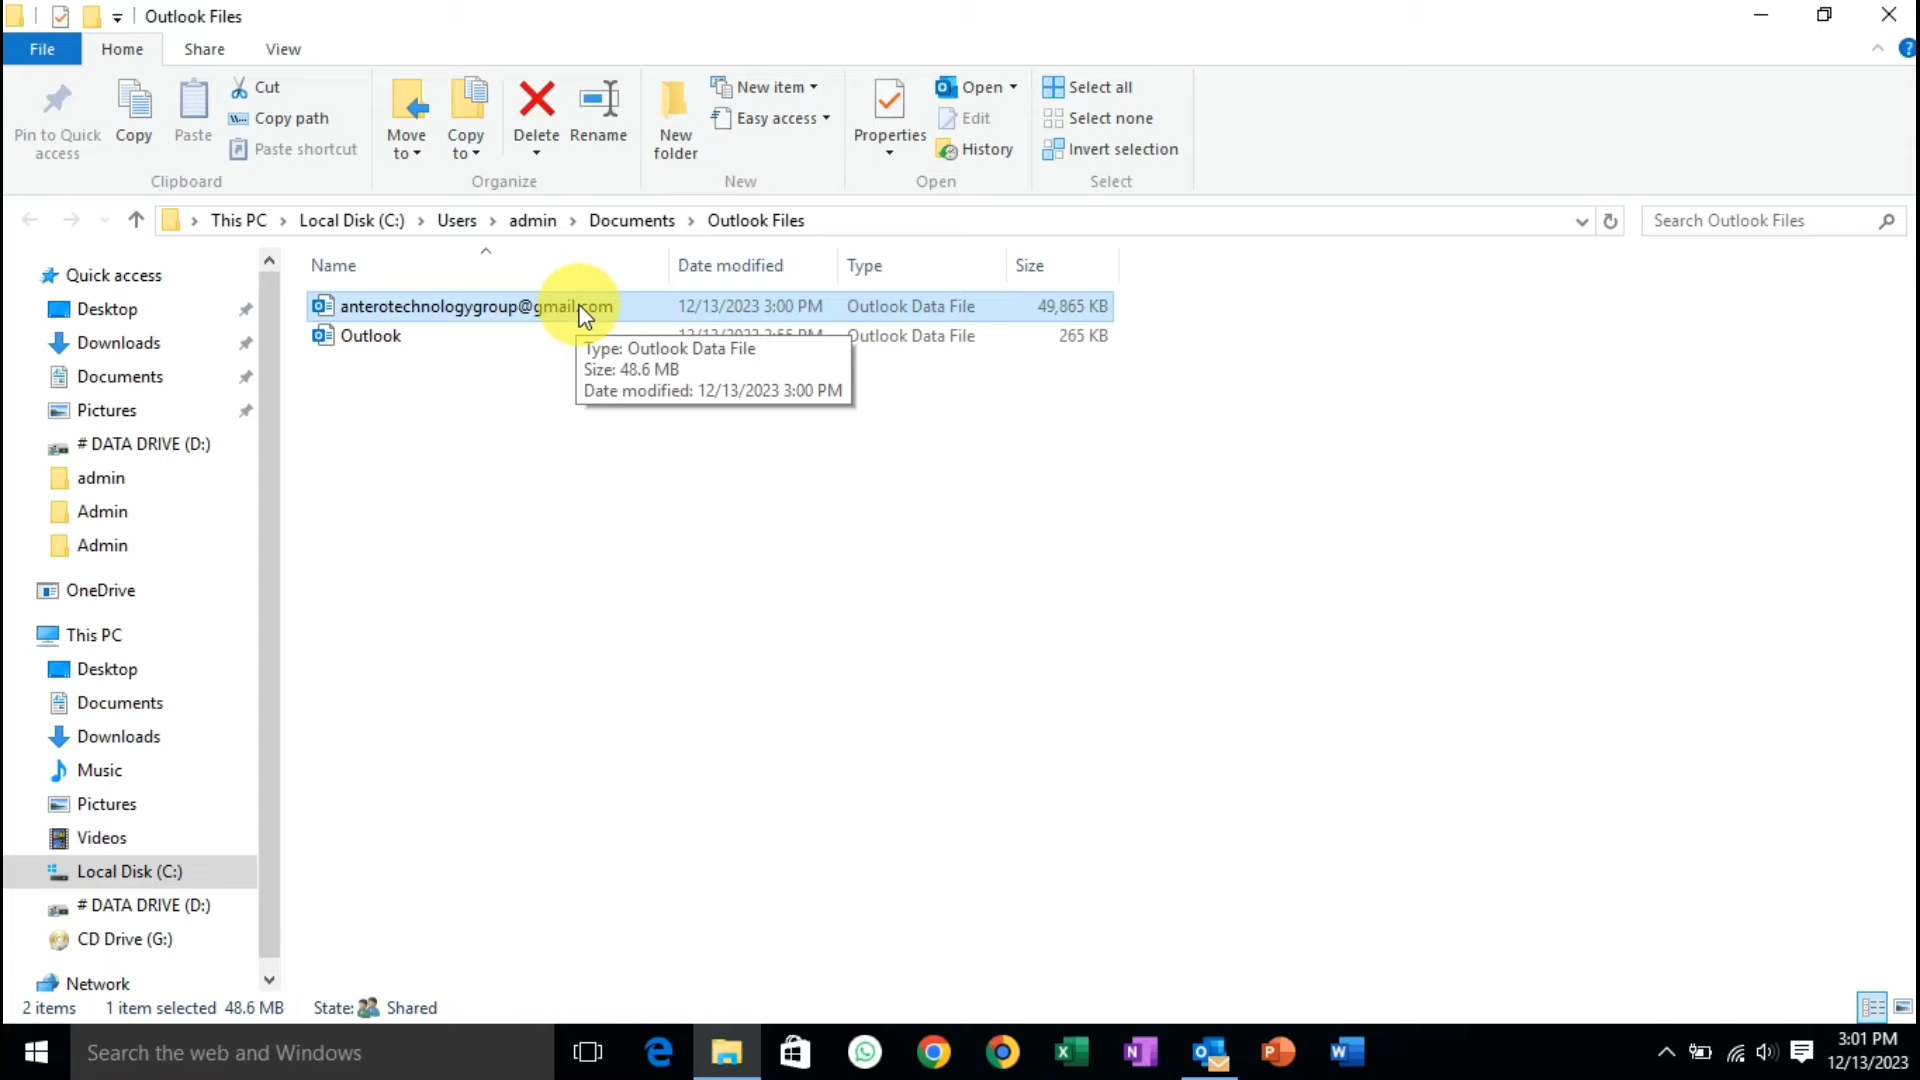 Outlook Files
File Home Share View
Pin to Quick access
Copy
Paste
Cut
Copy path
Paste shortcut
Clipboard
Move to
Copy to
Delete
Rename
Organize
New folder
New item
Easy access
New
Properties
Open
Edit
History
Open
Select all
Select none
Invert selection
Select
This PC Local Disk (C:) Users admin Documents Outlook Files
Search Outlook Files
Quick access
Desktop
Downloads
Documents
Pictures
# DATA DRIVE (D:)
admin
Admin
Admin
OneDrive
This PC
Desktop
Documents
Downloads
Music
Pictures
Videos
Local Disk (C:)
# DATA DRIVE (D:)
CD Drive (G:)
Network
Name Date modified Type Size
anterotechnologygroup@gmail.com 12/13/2023 3:00 PM Outlook Data File 49,865 KB
Outlook 12/13/2023 2:55 PM Outlook Data File 265 KB
Type: Outlook Data File
Size: 48.6 MB
Date modified: 12/13/2023 3:00 PM
2 items 1 item selected 48.6 MB State: Shared
Search the web and Windows
3:01 PM
12/13/2023